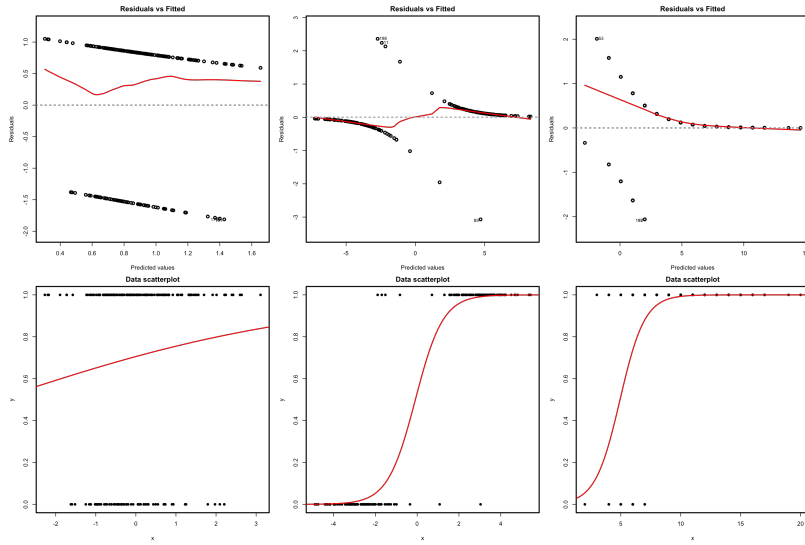 Residuals vs Fitted
Residuals vs Fitted
Residuals vs Fitted
Residuals
1.0
0.5
0.0
-0.5
-1.0
-1.5
-2.0
0.4 0.6 0.8 1.0 1.2 1.4 1.6
Predicted values
Residuals
3
2
1
0
-1
-2
-3
198
-5 0 5
Predicted values
Residuals
2
1
0
-1
-2
53
-5 0 5 10 15
Predicted values
Data scatterplot
Data scatterplot
Data scatterplot
y
1.0
0.8
0.6
0.4
0.2
0.0
-2 -1 0 1 2 3
x
y
1.0
0.8
0.6
0.4
0.2
0.0
-4 -2 0 2 4
x
y
1.0
0.8
0.6
0.4
0.2
0.0
5 10 15 20
x